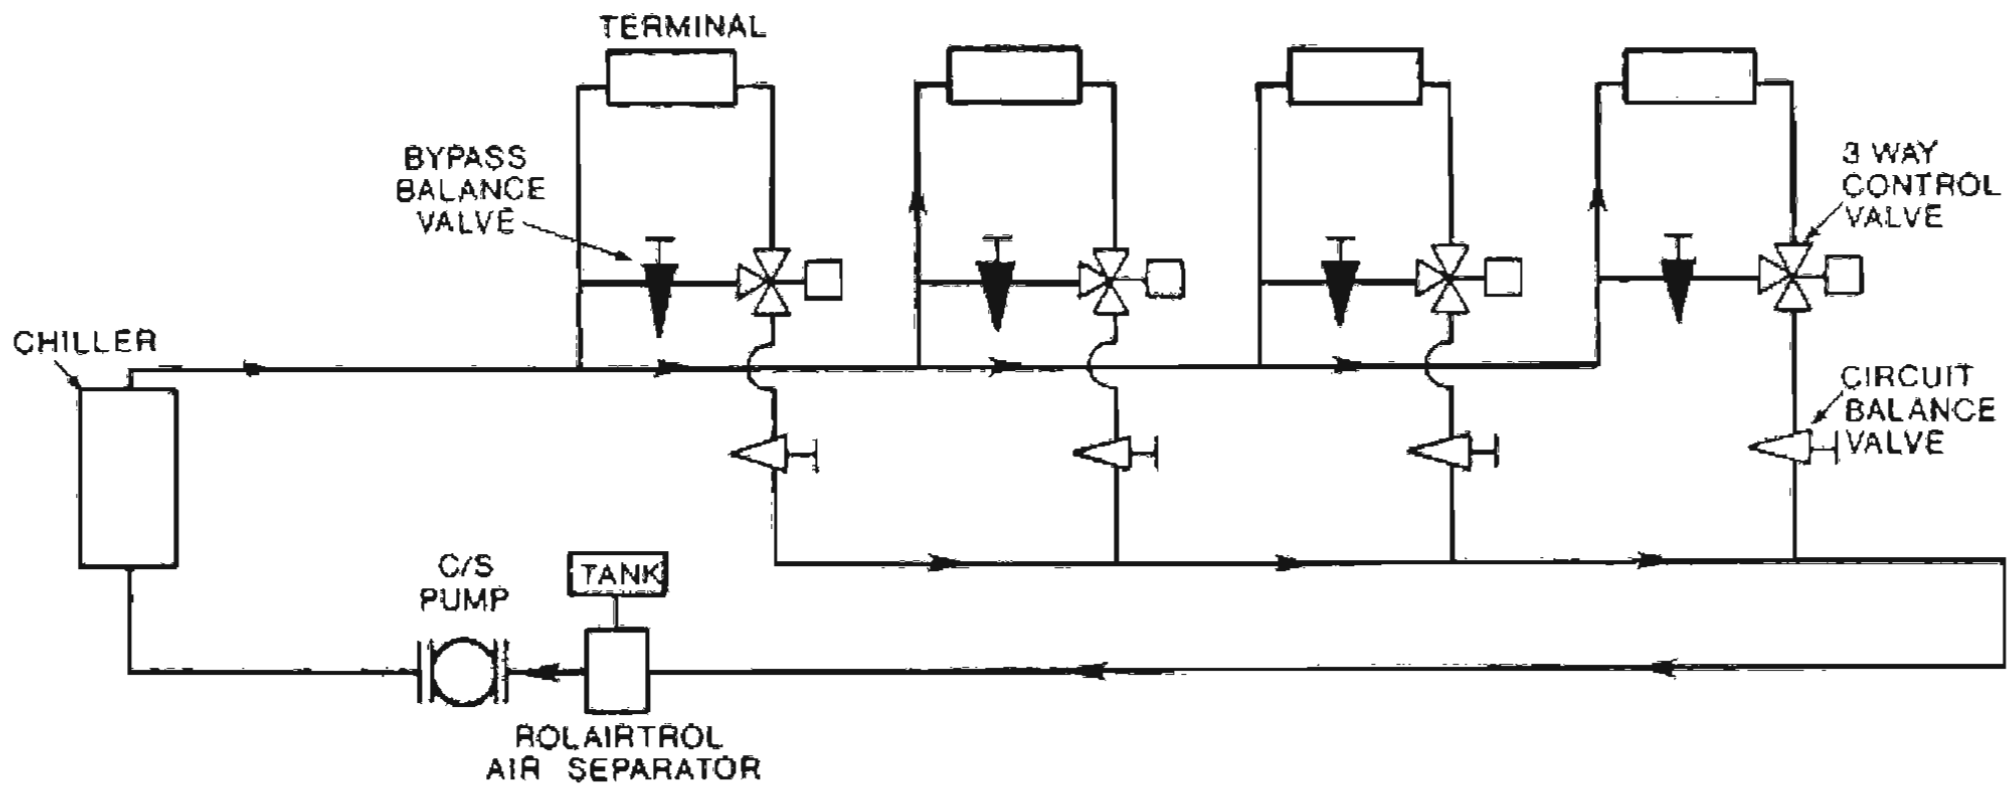 TERMINAL
BYPASS
BALANCE
VALVE
3 WAY
CONTROL
VALVE
CHILLER
CIRCUIT
BALANCE
VALVE
C/S
PUMP
TANK
ROLAIRTROL
AIR SEPARATOR